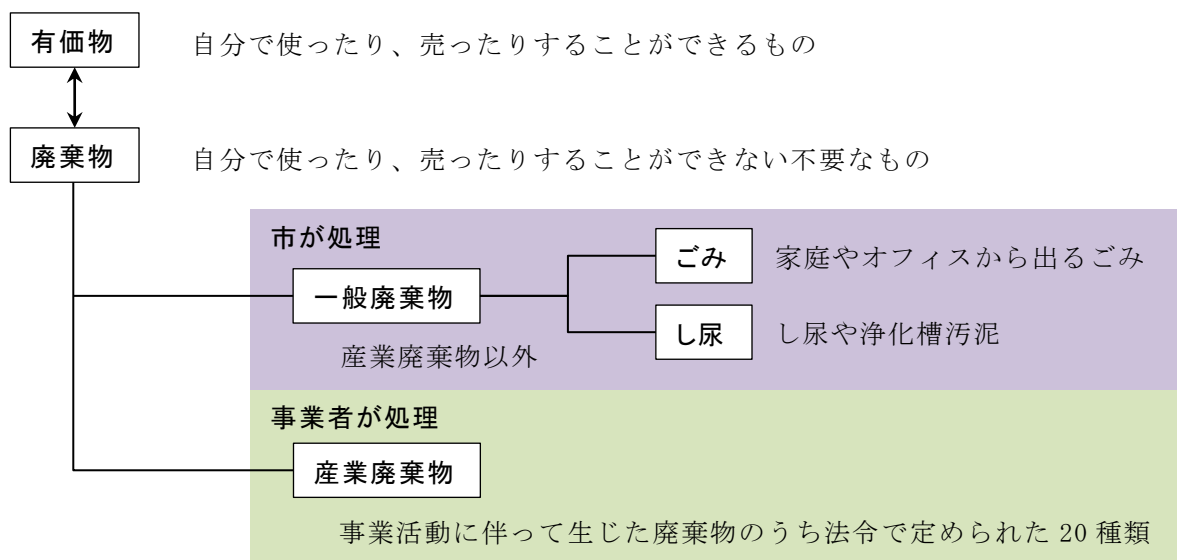 有価物 自分で使ったり、売ったりすることができるもの
廃棄物 自分で使ったり、売ったりすることができない不要なもの
市が処理
ごみ 家庭やオフィスから出るごみ
一般廃棄物
し尿 し尿や浄化槽汚泥
産業廃棄物以外
事業者が処理
産業廃棄物
事業活動に伴って生じた廃棄物のうち法令で定められた 20 種類